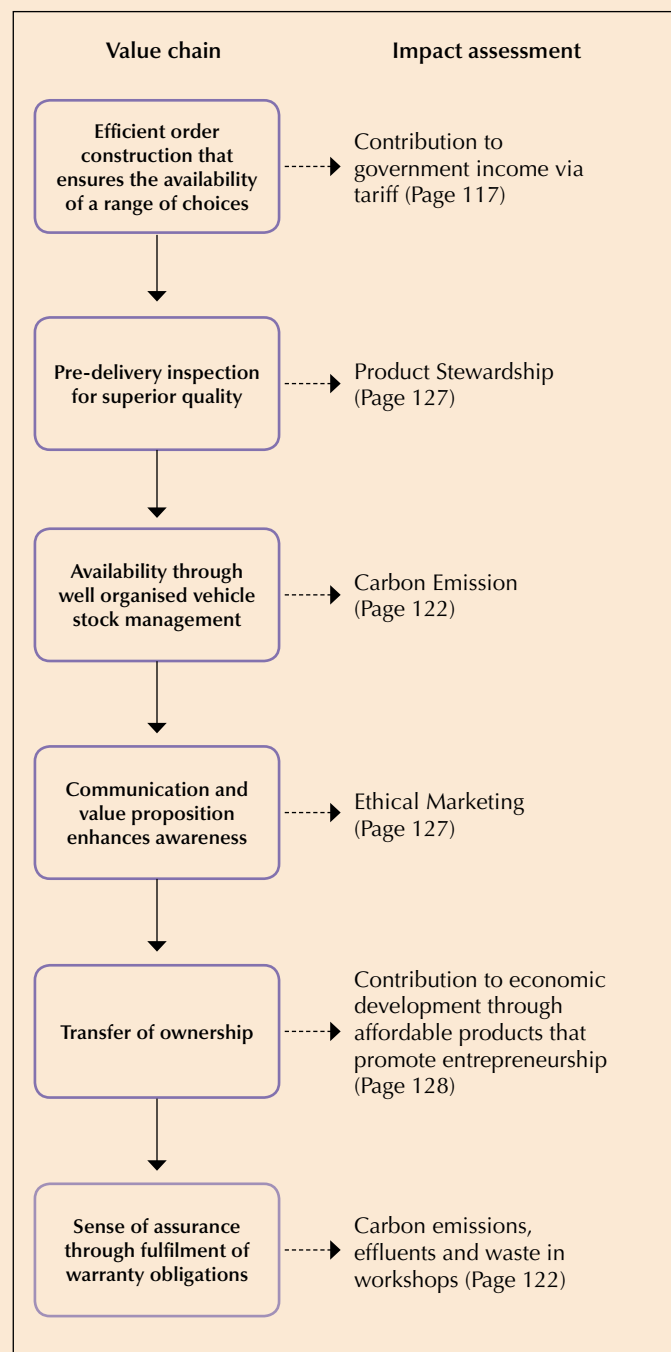 Value chain
Impact assessment
Efficient order
construction that
ensures the availability
of a range of choices
Contribution to
government income via
tariff (Page 117)
Pre-delivery inspection
for superior quality
Product Stewardship
(Page 127)
Availability through
well organised vehicle
stock management
Carbon Emission
(Page 122)
Communication and
value proposition
enhances awareness
Ethical Marketing
(Page 127)
Transfer of ownership
Contribution to economic
development through
affordable products that
promote entrepreneurship
(Page 128)
Sense of assurance
through fulfilment of
warranty obligations
Carbon emissions,
effluents and waste in
workshops (Page 122)